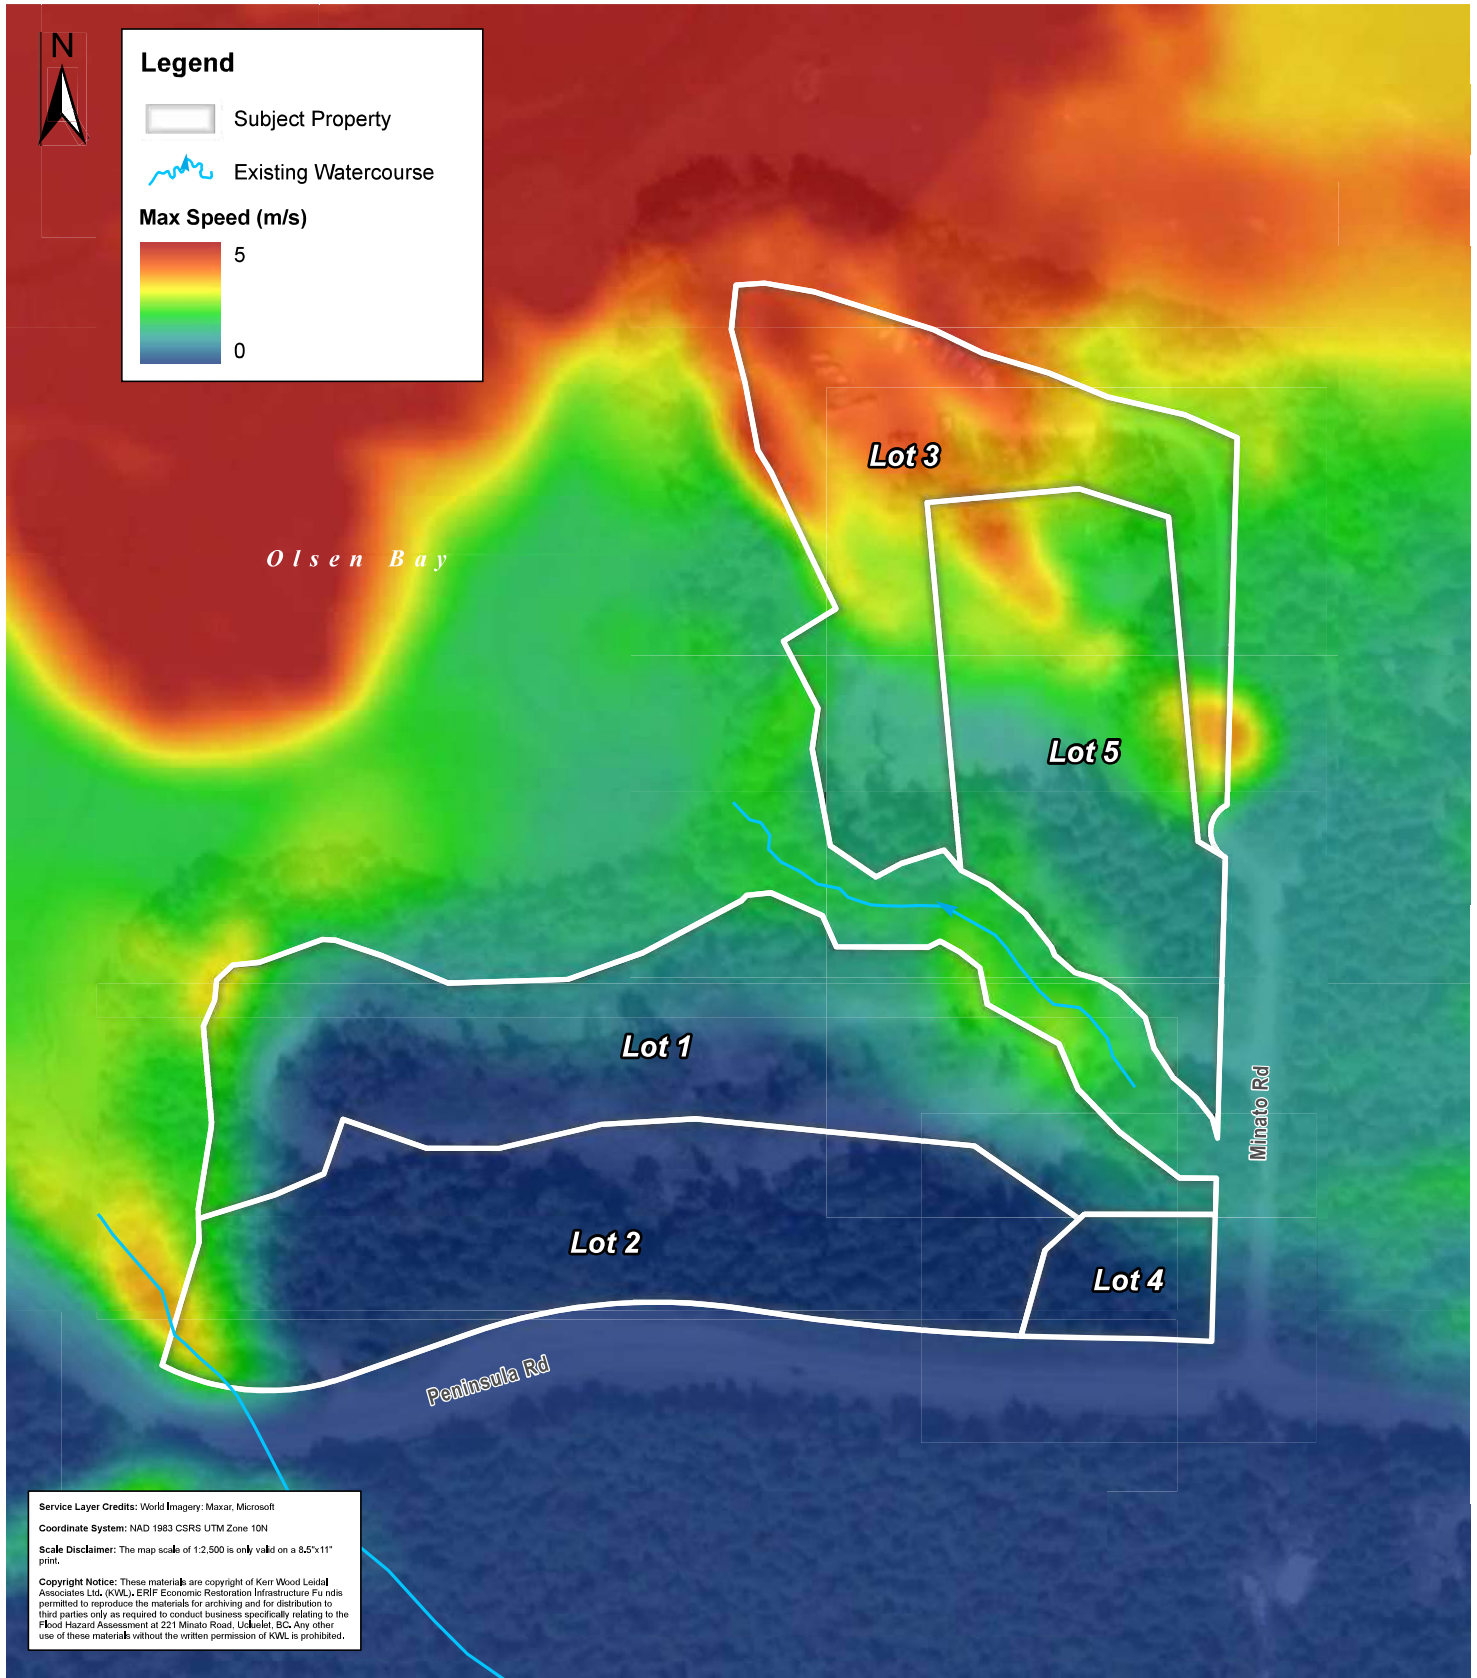 N
Legend
Subject Property
Existing Watercourse
Max Speed (m/s)
5
0
Lot 3
Olsen Bay
Lot 5
Lot 1
Minato Rd
Lot 2
Lot 4
Peninsula Rd
Service Layer Credits: World Imagery: Maxar, Microsoft
Coordinate System: NAD 1983 CSRS UTM Zone 10N
Scale Disclaimer: The map scale of 1:2,500 is only valid on a 8.5"x11"
print.
Copyright Notice: These materials are copyright of Kerr Wood Leidal
Associates Ltd. (KWL). ERIF Economic Restoration Infrastructure Fu ndis
permitted to reproduce the materials for archiving and for distribution to
third parties only as required to conduct business specifically relating to the
Flood Hazard Assessment at 221 Minato Road, Ucluelet, BC. Any other
use of these materials without the written permission of KWL is prohibited.